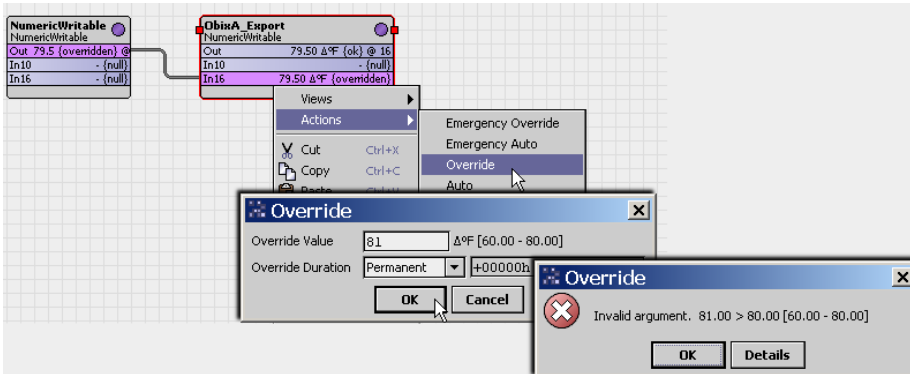 NumericWritable
NumericWritable
Out 79.5 {overridden} @
In10 - {null}
In16 - {null}
ObixA_Export
NumericWritable
Out 79.50 Δ°F {ok} @ 16
In10 - {null}
In16 79.50 Δ°F {overridden}
Views
Actions
Cut Ctrl+X
Copy Ctrl+C
Paste Ctrl+V
Emergency Override
Emergency Auto
Override
Auto
Override
Override Value 81 Δ°F [60.00 - 80.00]
Override Duration Permanent +00000h
OK Cancel
Override
Invalid argument. 81.00 > 80.00 [60.00 - 80.00]
OK Details